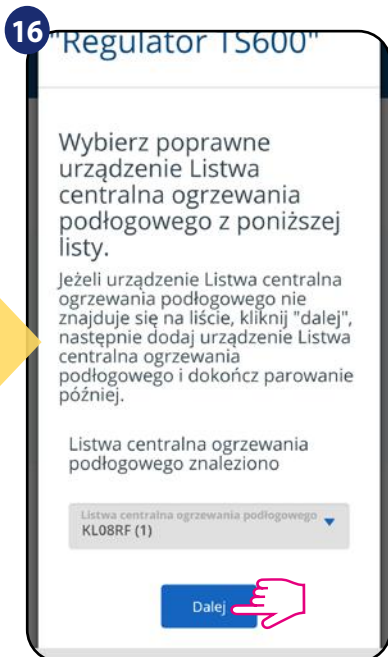 16
"Regulator TS600"
Wybierz poprawne
urządzenie Listwa
centralna ogrzewania
podłogowego z poniższej
listy.
Jeżeli urządzenie Listwa centralna
ogrzewania podłogowego nie
znajduje się na liście, kliknij "dalej",
następnie dodaj urządzenie Listwa
centralna ogrzewania
podłogowego i dokończ parowanie
później.
Listwa centralna ogrzewania
podłogowego znaleziono
Listwa centralna ogrzewania podłogowego
KL08RF (1)
Dalej